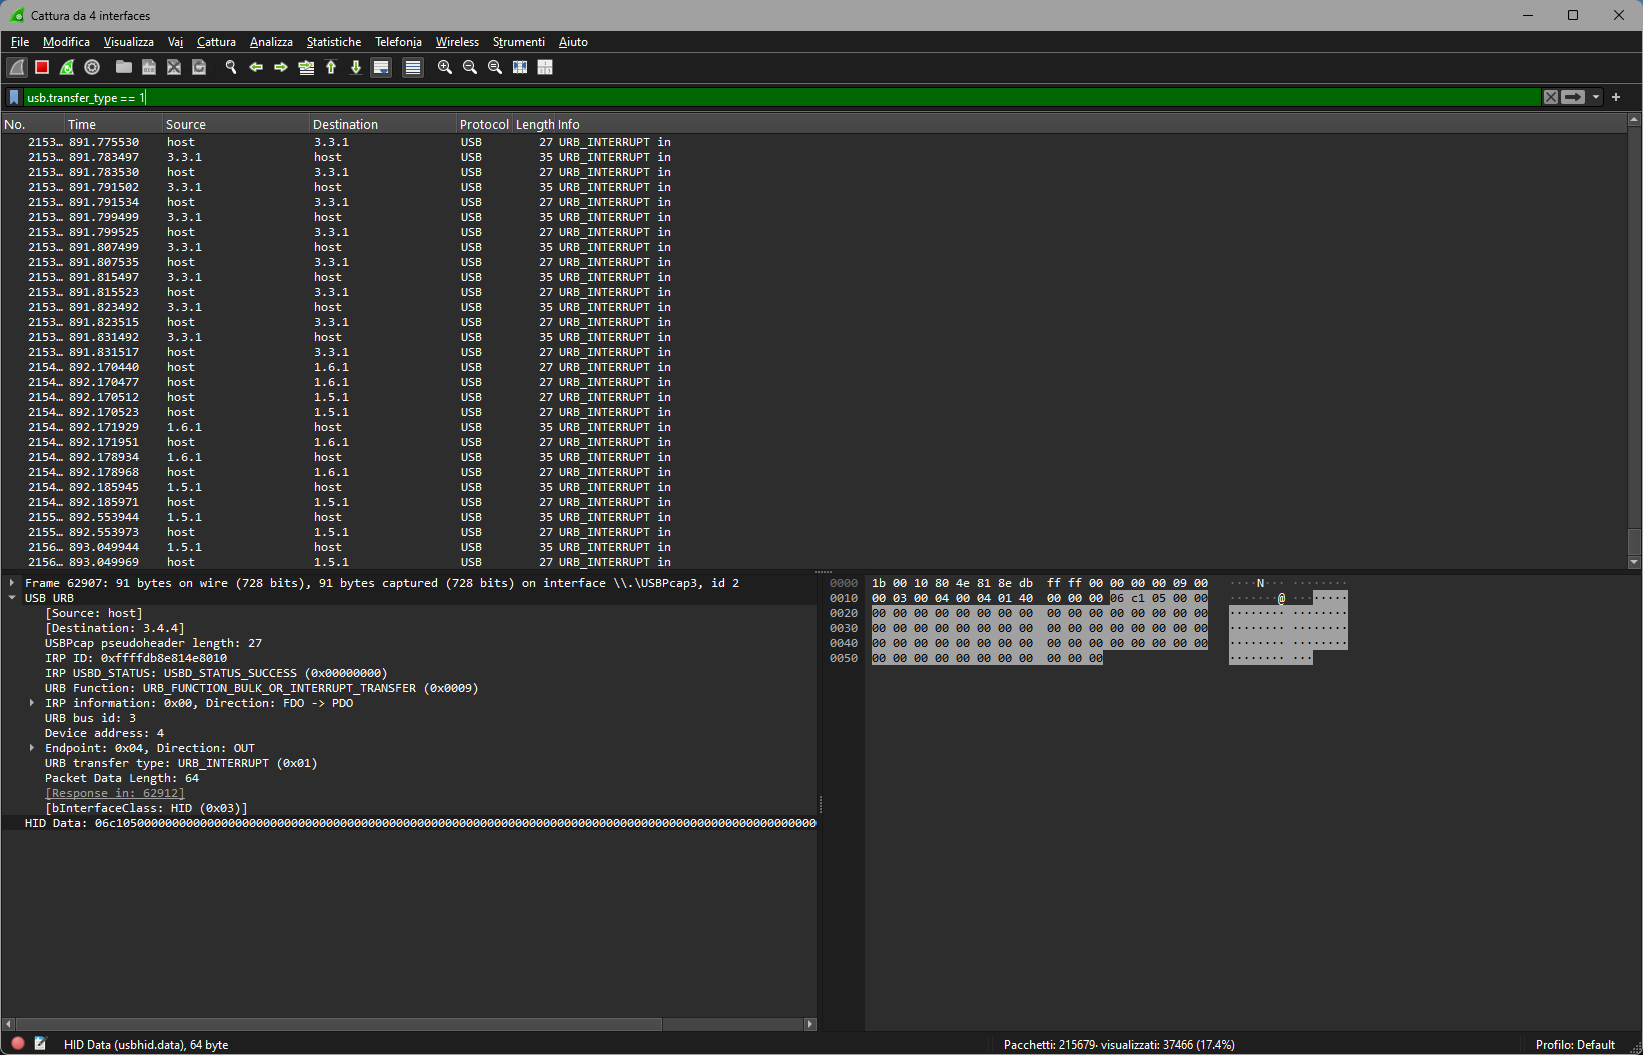 Cattura da 4 interfaces
File Modifica Visualizza Vai Cattura Analizza Statistiche Telefonia Wireless Strumenti Aiuto
usb.transfer_type == 1
No. Time Source Destination Protocol Length Info
2153… 891.775530 host 3.3.1 USB 27 URB_INTERRUPT in
2153… 891.783497 3.3.1 host USB 35 URB_INTERRUPT in
2153… 891.783530 host 3.3.1 USB 27 URB_INTERRUPT in
2153… 891.791502 3.3.1 host USB 35 URB_INTERRUPT in
2153… 891.791534 host 3.3.1 USB 27 URB_INTERRUPT in
2153… 891.799499 3.3.1 host USB 35 URB_INTERRUPT in
2153… 891.799525 host 3.3.1 USB 27 URB_INTERRUPT in
2153… 891.807499 3.3.1 host USB 35 URB_INTERRUPT in
2153… 891.807535 host 3.3.1 USB 27 URB_INTERRUPT in
2153… 891.815497 3.3.1 host USB 35 URB_INTERRUPT in
2153… 891.815523 host 3.3.1 USB 27 URB_INTERRUPT in
2153… 891.823492 3.3.1 host USB 35 URB_INTERRUPT in
2153… 891.823515 host 3.3.1 USB 27 URB_INTERRUPT in
2153… 891.831492 3.3.1 host USB 35 URB_INTERRUPT in
2153… 891.831517 host 3.3.1 USB 27 URB_INTERRUPT in
2154… 892.170440 host 1.6.1 USB 27 URB_INTERRUPT in
2154… 892.170477 host 1.6.1 USB 27 URB_INTERRUPT in
2154… 892.170512 host 1.5.1 USB 27 URB_INTERRUPT in
2154… 892.170523 host 1.5.1 USB 27 URB_INTERRUPT in
2154… 892.171929 1.6.1 host USB 35 URB_INTERRUPT in
2154… 892.171951 host 1.6.1 USB 27 URB_INTERRUPT in
2154… 892.178934 1.6.1 host USB 35 URB_INTERRUPT in
2154… 892.178968 host 1.6.1 USB 27 URB_INTERRUPT in
2154… 892.185945 1.5.1 host USB 35 URB_INTERRUPT in
2154… 892.185971 host 1.5.1 USB 27 URB_INTERRUPT in
2155… 892.553944 1.5.1 host USB 35 URB_INTERRUPT in
2155… 892.553973 host 1.5.1 USB 27 URB_INTERRUPT in
2156… 893.049944 1.5.1 host USB 35 URB_INTERRUPT in
2156… 893.049969 host 1.5.1 USB 27 URB_INTERRUPT in
Frame 62907: 91 bytes on wire (728 bits), 91 bytes captured (728 bits) on interface \\.\USBPcap3, id 2
USB URB
[Source: host]
[Destination: 3.4.4]
USBPcap pseudoheader length: 27
IRP ID: 0xffffdb8e814e8010
IRP USBD_STATUS: USBD_STATUS_SUCCESS (0x00000000)
URB Function: URB_FUNCTION_BULK_OR_INTERRUPT_TRANSFER (0x0009)
IRP information: 0x00, Direction: FDO -> PDO
URB bus id: 3
Device address: 4
Endpoint: 0x04, Direction: OUT
URB transfer type: URB_INTERRUPT (0x01)
Packet Data Length: 64
[Response in: 62912]
[bInterfaceClass: HID (0x03)]
HID Data: 06c10500000000000000000000000000000000000000000000000000000000000000000000000000000000000000000000000
0000 1b 00 10 80 4e 81 8e db ff ff 00 00 00 00 09 00 ····N··· ········
0010 00 03 00 04 00 04 01 40 00 00 00 06 c1 05 00 00 ·······@ ········
0020 00 00 00 00 00 00 00 00 00 00 00 00 00 00 00 00 ········ ········
0030 00 00 00 00 00 00 00 00 00 00 00 00 00 00 00 00 ········ ········
0040 00 00 00 00 00 00 00 00 00 00 00 00 00 00 00 00 ········ ········
0050 00 00 00 00 00 00 00 00 00 00 00 ········ ···
HID Data (usbhid.data), 64 byte
Pacchetti: 215679· visualizzati: 37466 (17.4%)
Profilo: Default